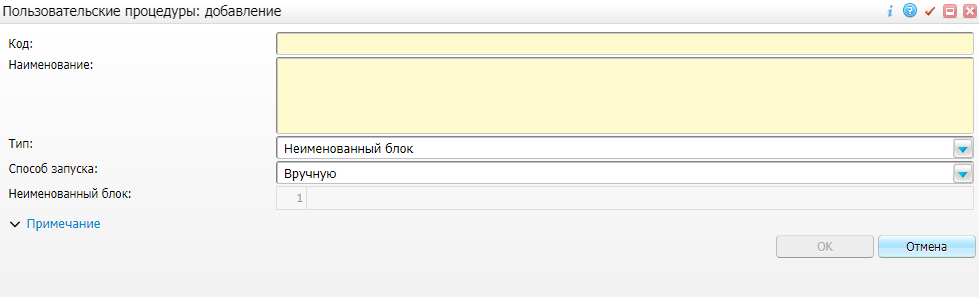 Пользовательские процедуры: добавление
Код:
Наименование:
Тип:
Неименованный блок
Способ запуска:
Вручную
Неименованный блок:
1
Примечание
OK
Отмена